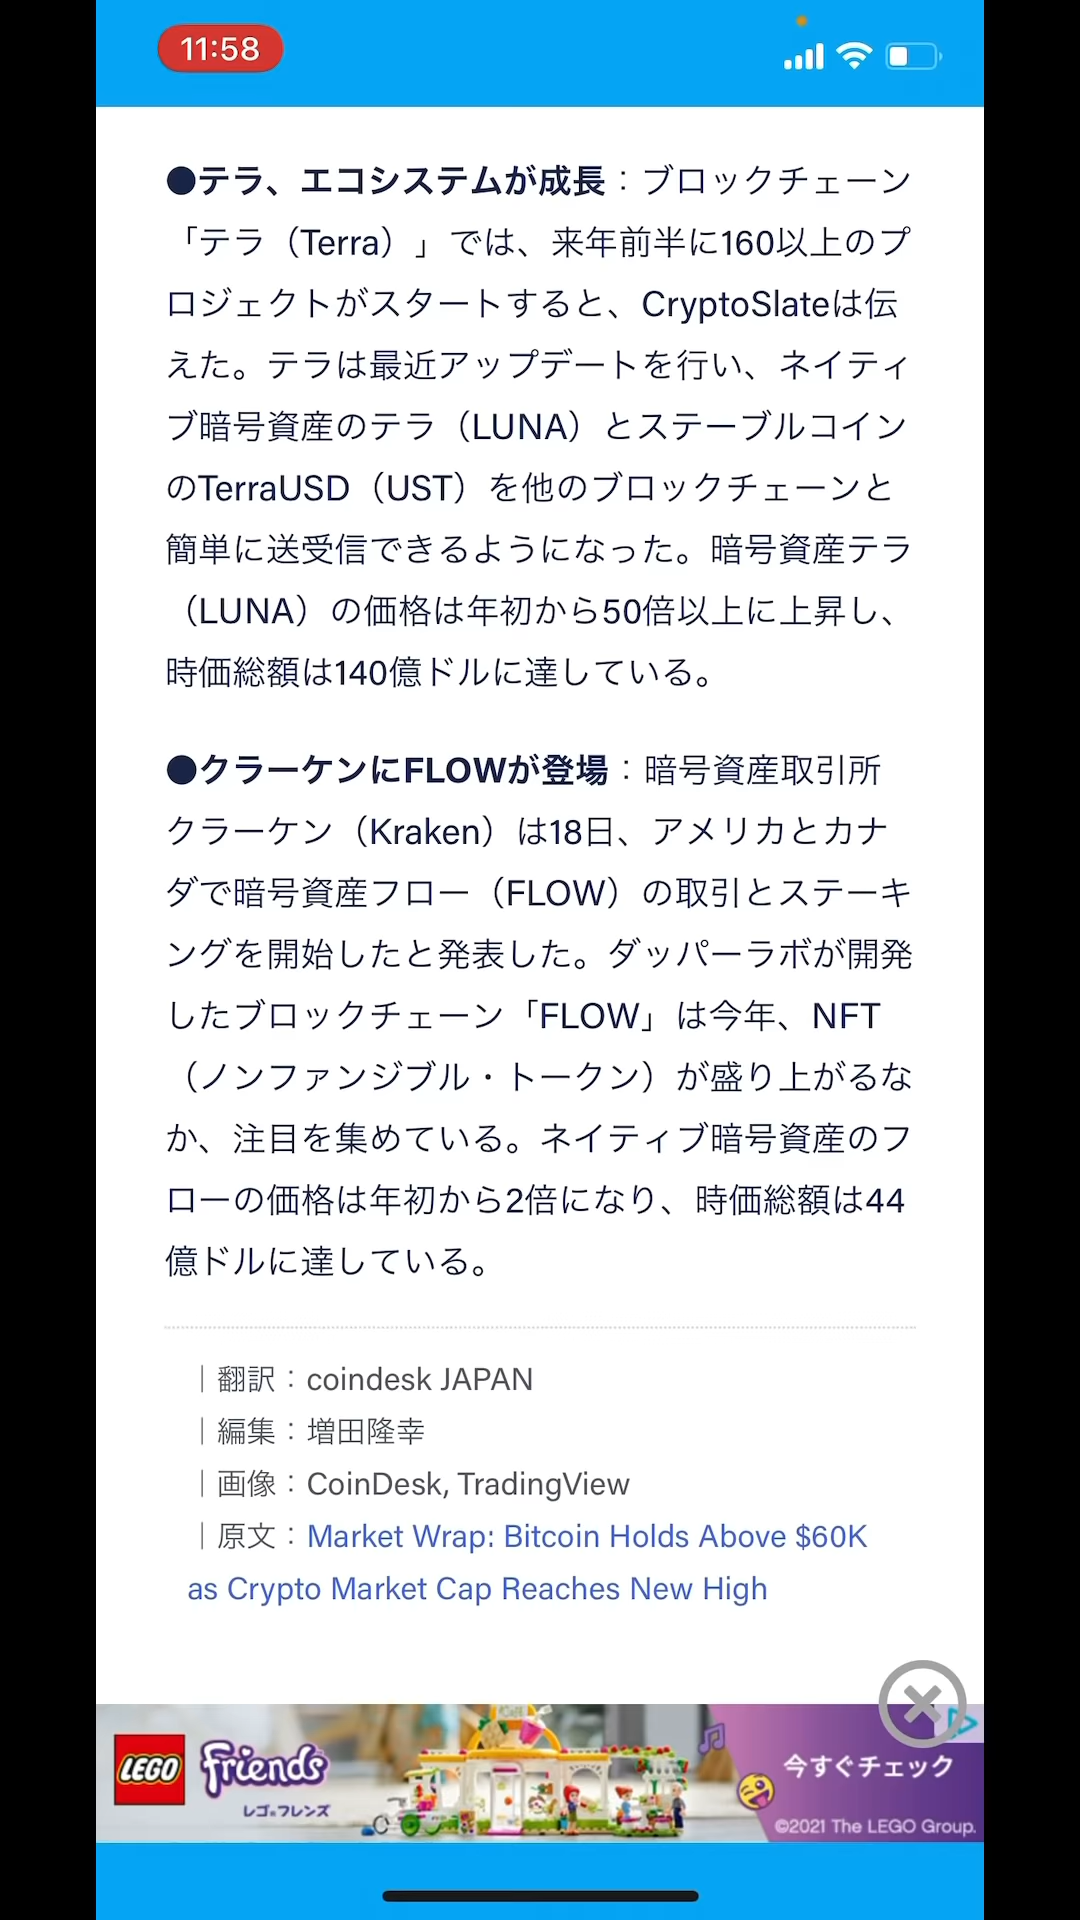 11:58
●テラ、エコシステムが成長：ブロックチェーン
「テラ（Terra）」では、来年前半に160以上のプ
ロジェクトがスタートすると、CryptoSlateは伝
えた。テラは最近アップデートを行い、ネイティ
ブ暗号資産のテラ（LUNA）とステーブルコイン
のTerraUSD（UST）を他のブロックチェーンと
簡単に送受信できるようになった。暗号資産テラ
（LUNA）の価格は年初から50倍以上に上昇し、
時価総額は140億ドルに達している。
●クラーケンにFLOWが登場：暗号資産取引所
クラーケン（Kraken）は18日、アメリカとカナ
ダで暗号資産フロー（FLOW）の取引とステーキ
ングを開始したと発表した。ダッパーラボが開発
したブロックチェーン「FLOW」は今年、NFT
（ノンファンジブル・トークン）が盛り上がるな
か、注目を集めている。ネイティブ暗号資産のフ
ローの価格は年初から2倍になり、時価総額は44
億ドルに達している。
｜翻訳：coindesk JAPAN
｜編集：増田隆幸
｜画像：CoinDesk, TradingView
｜原文：Market Wrap: Bitcoin Holds Above $60K
as Crypto Market Cap Reaches New High
LEGO Friends
レゴ®フレンズ
今すぐチェック
©2021 The LEGO Group.